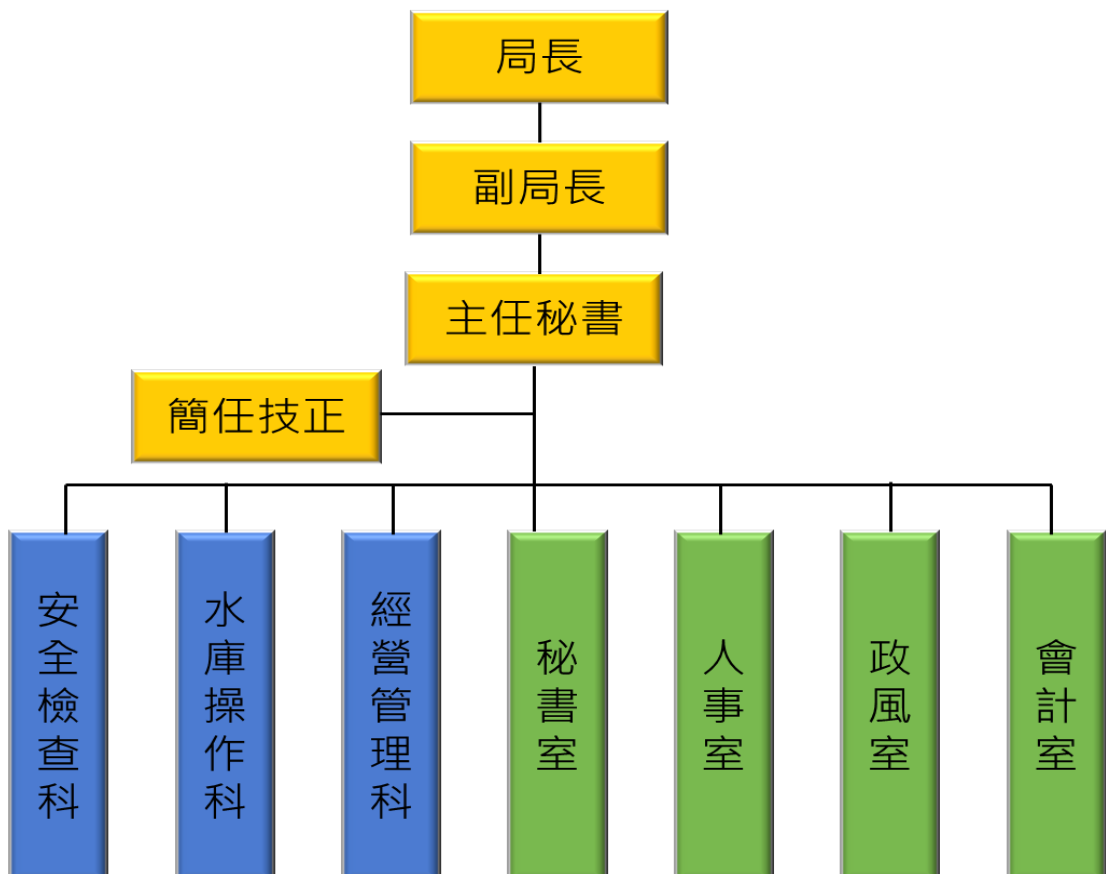 局長
副局長
主任秘書
簡任技正
安全檢查科
水庫操作科
經營管理科
秘書室
人事室
政風室
會計室